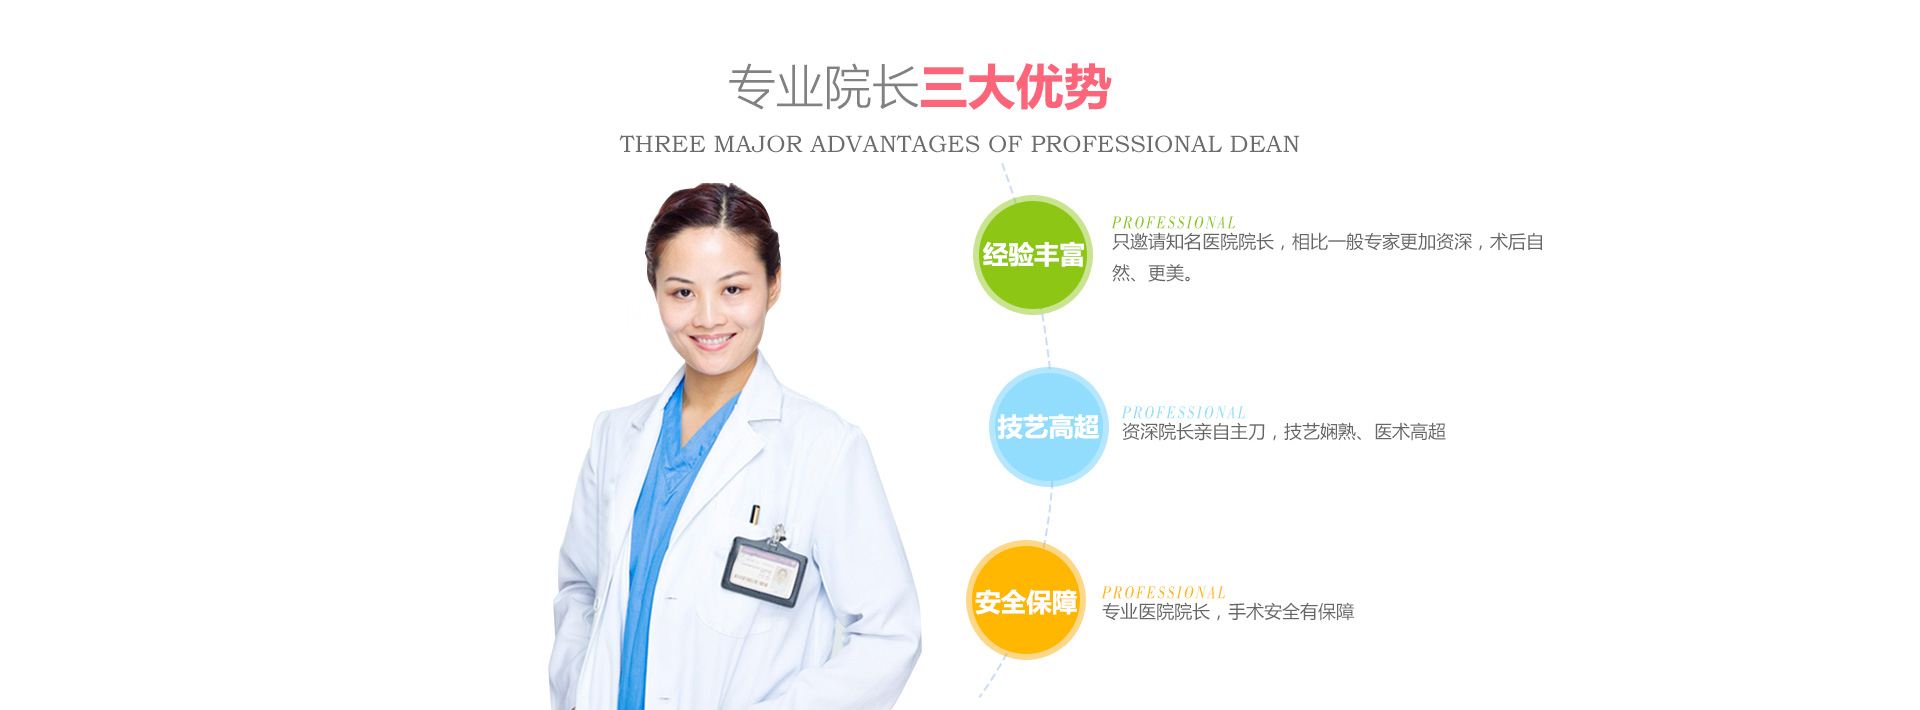 专业院长三大优势
THREE MAJOR ADVANTAGES OF PROFESSIONAL DEAN
经验丰富
PROFESSIONAL
只邀请知名医院院长，相比一般专家更加资深，术后自
然、更美。
技艺高超
PROFESSIONAL
资深院长亲自主刀，技艺娴熟、医术高超
安全保障
PROFESSIONAL
专业医院院长，手术安全有保障